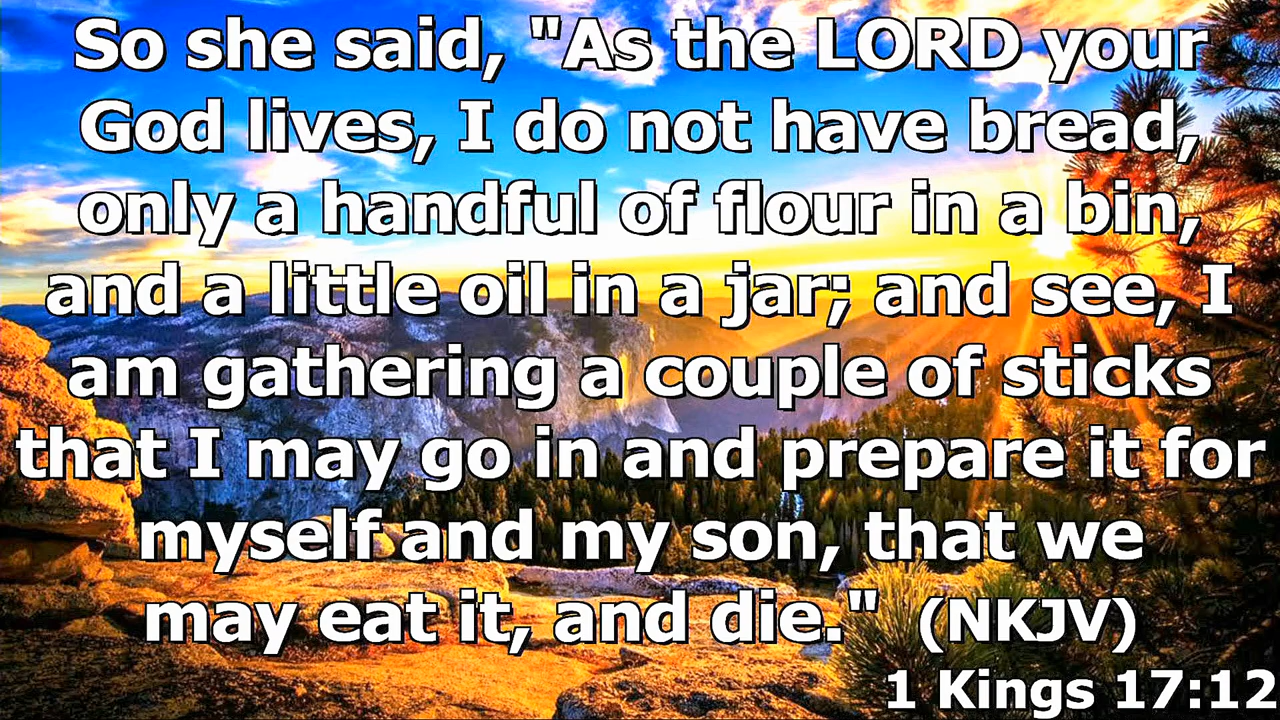 So she said, "As the LORD your
God lives, I do not have bread,
only a handful of flour in a bin,
and a little oil in a jar; and see, I
am gathering a couple of sticks
that I may go in and prepare it for
myself and my son, that we
may eat it, and die." (NKJV)
1 Kings 17:12